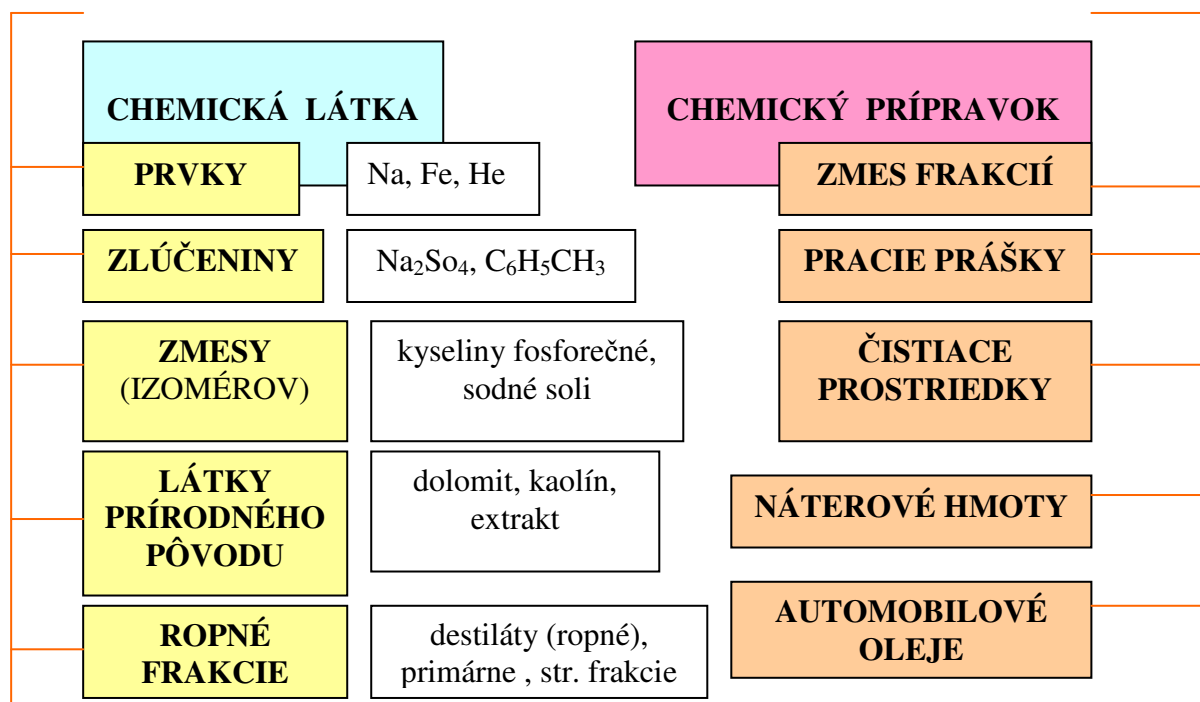 CHEMICKÁ LÁTKA
PRVKY
Na, Fe, He
ZLÚČENINY
Na₂So₄, C₆H₅CH₃
ZMESY
(IZOMÉROV)
kyseliny fosforečné,
sodné soli
LÁTKY
PRÍRODNÉHO
PÔVODU
dolomit, kaolín,
extrakt
ROPNÉ
FRAKCIE
destiláty (ropné),
primárne , str. frakcie
CHEMICKÝ PRÍPRAVOK
ZMES FRAKCIÍ
PRACIE PRÁŠKY
ČISTIACE
PROSTRIEDKY
NÁTEROVÉ HMOTY
AUTOMOBILOVÉ
OLEJE